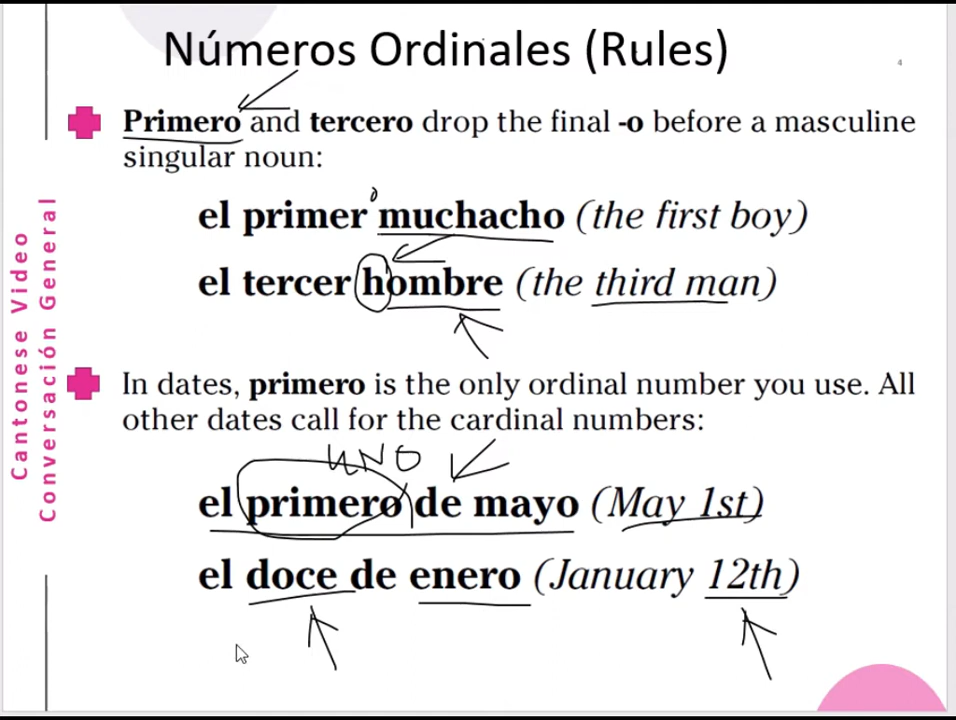 Números Ordinales (Rules)
4
Primero and tercero drop the final -o before a masculine
singular noun:
el primer o muchacho (the first boy)
el tercer hombre (the third man)
In dates, primero is the only ordinal number you use. All
other dates call for the cardinal numbers:
UNO
el primero de mayo (May 1st)
el doce de enero (January 12th)
Cantonese Video
Conversación General